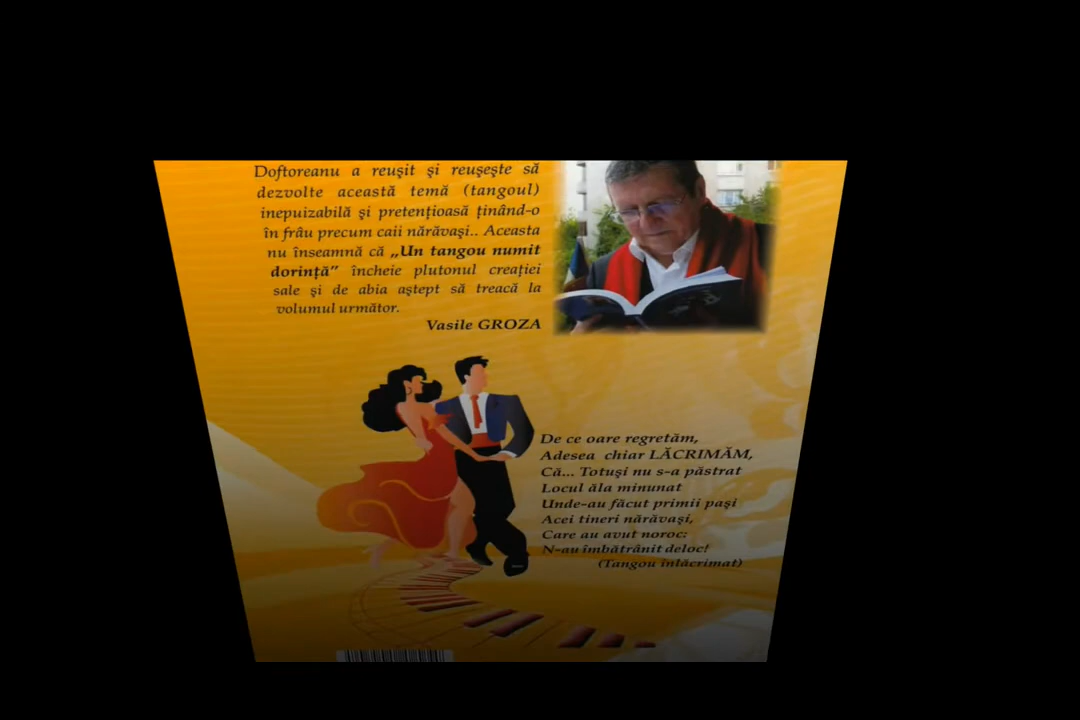 Doftoreanu a reuşit şi reuşeşte să
dezvolte această temă (tangoul)
inepuizabilă şi pretenţioasă ţinând-o
în frâu precum caii nărăvaşi.. Aceasta
nu înseamnă că „Un tangou numit
dorinţă” încheie plutonul creaţiei
sale şi de abia aştept să treacă la
volumul următor.
Vasile GROZA
De ce oare regretăm,
Adesea chiar LĂCRIMĂM,
Că... Totuşi nu s-a păstrat
Locul ăla minunat
Unde-au făcut primii paşi
Acei tineri nărăvaşi,
Care au avut noroc:
N-au îmbătrânit deloc!
(Tangou înlăcrimat)